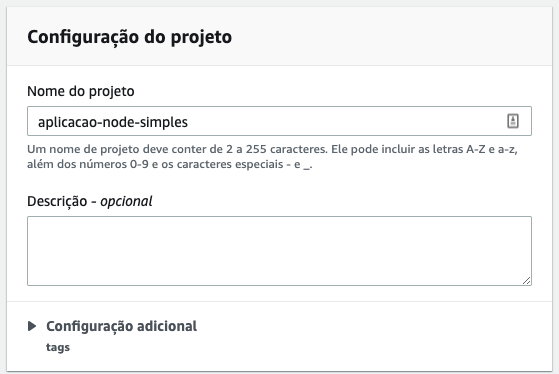 Configuração do projeto
Nome do projeto
aplicacao-node-simples
Um nome de projeto deve conter de 2 a 255 caracteres. Ele pode incluir as letras A-Z e a-z,
além dos números 0-9 e os caracteres especiais - e _.
Descrição - opcional
Configuração adicional
tags